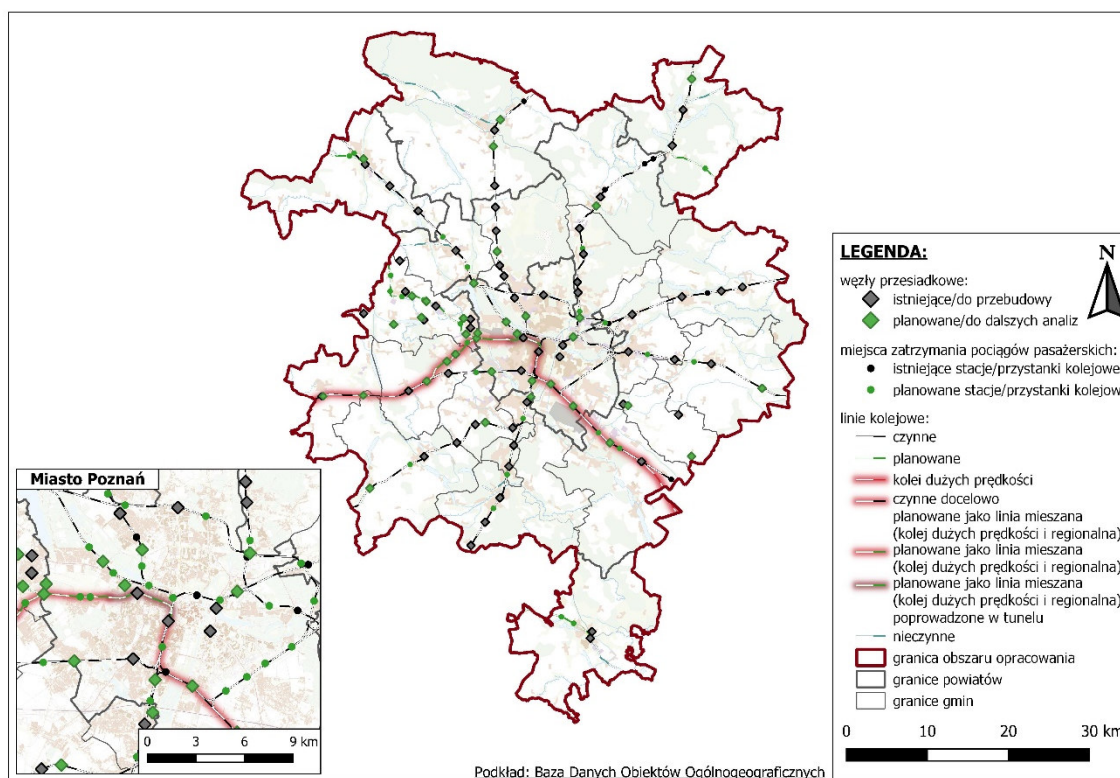 LEGENDA:
N
węzły przesiadkowe:
istniejące/do przebudowy
planowane/do dalszych analiz
miejsca zatrzymania pociągów pasażerskich:
istniejące stacje/przystanki kolejowe
planowane stacje/przystanki kolejow
linie kolejowe:
czynne
planowane
kolei dużych prędkości
czynne docelowo
planowane jako linia mieszana
(kolej dużych prędkości i regionalna)
planowane jako linia mieszana
(kolej dużych prędkości i regionalna)
planowane jako linia mieszana
(kolej dużych prędkości i regionalna)
poprowadzone w tunelu
nieczynne
granica obszaru opracowania
granice powiatów
granice gmin
0 10 20 30 km
Miasto Poznań
0 3 6 9 km
Podkład: Baza Danych Obiektów Ogólnogeograficznych